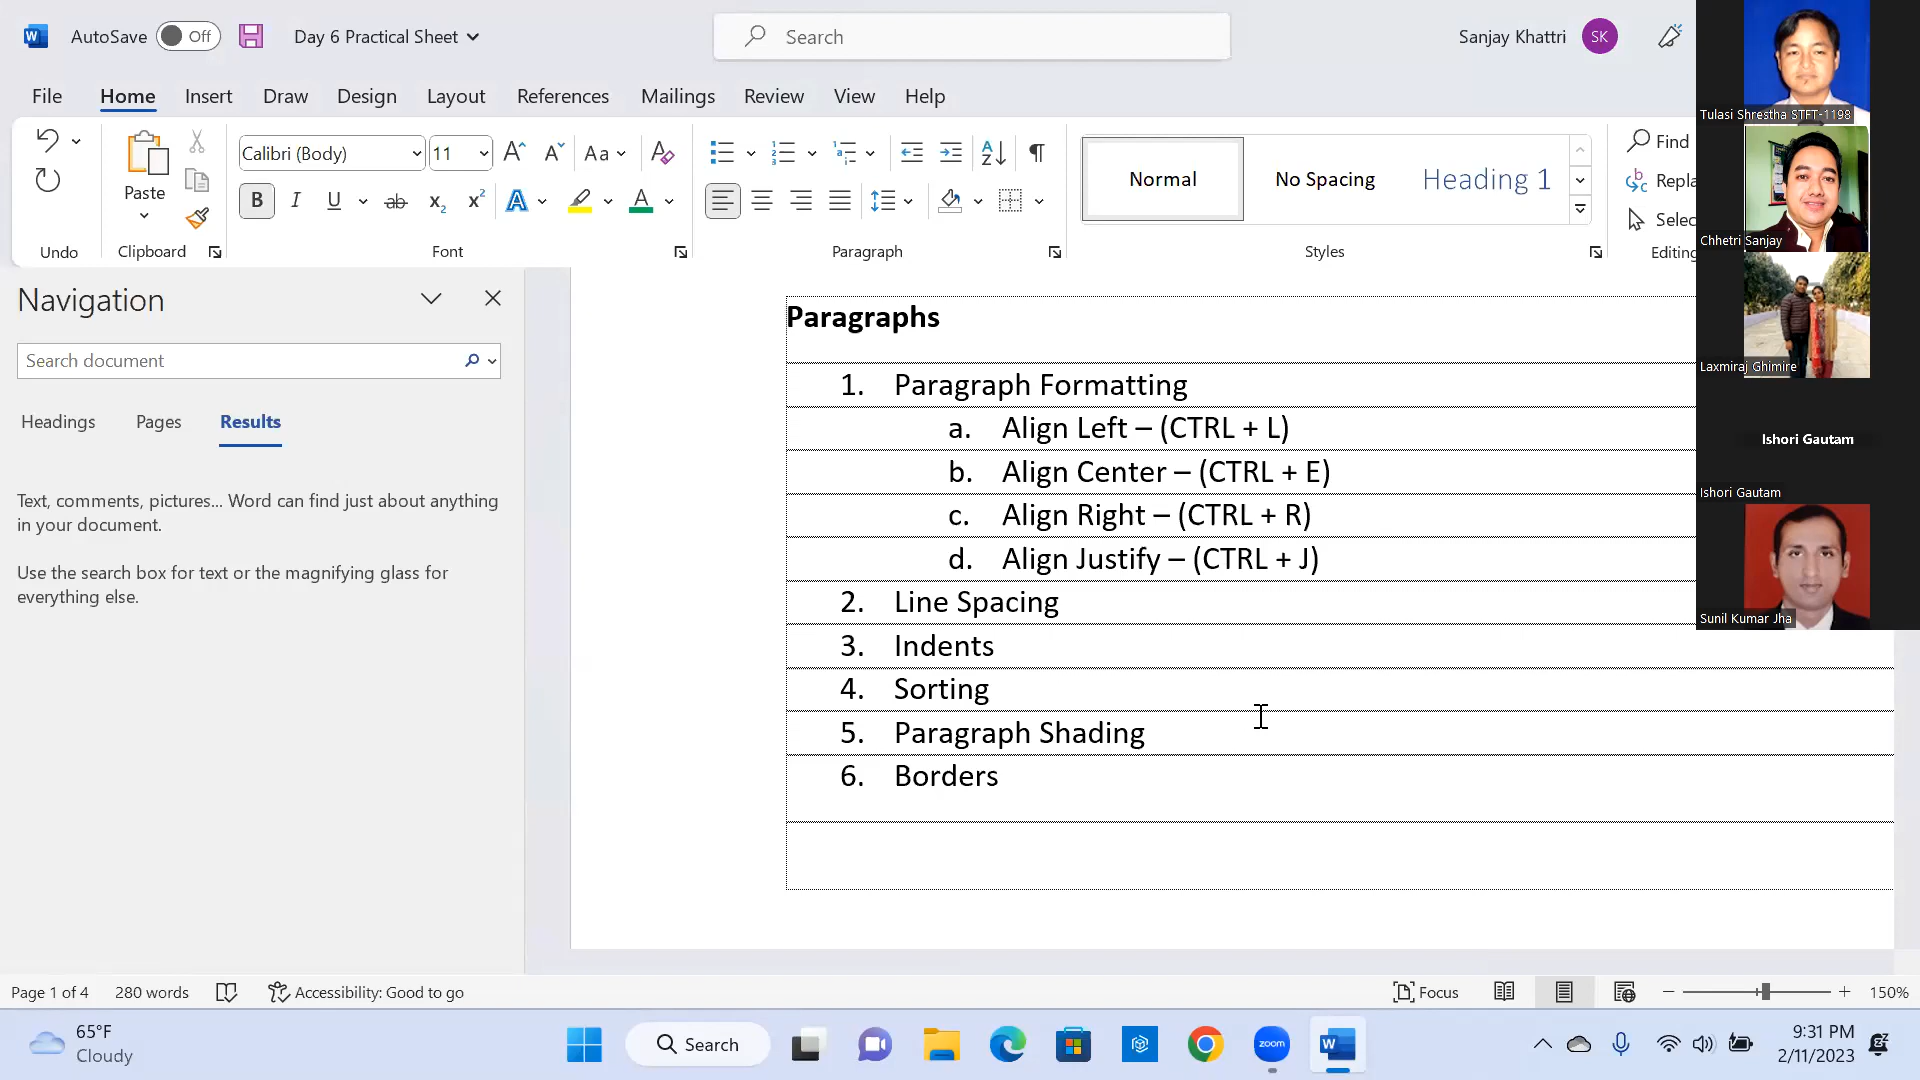 AutoSave Off Day 6 Practical Sheet Search Sanjay Khattri SK
File Home Insert Draw Design Layout References Mailings Review View Help
Paste
Calibri (Body) 11 Aa
Normal No Spacing Heading 1
Find
Undo Clipboard Font Paragraph Styles Editing
Navigation
Search document
Headings Pages Results
Text, comments, pictures... Word can find just about anything
in your document.
Use the search box for text or the magnifying glass for
everything else.
Paragraphs
1. Paragraph Formatting
a. Align Left – (CTRL + L)
b. Align Center – (CTRL + E)
c. Align Right – (CTRL + R)
d. Align Justify – (CTRL + J)
2. Line Spacing
3. Indents
4. Sorting
5. Paragraph Shading
6. Borders
Tulasi Shrestha STFT-1198
Chhetri Sanjay
Laxmiraj Ghimire
Ishori Gautam
Ishori Gautam
Sunil Kumar Jha
Page 1 of 4 280 words Accessibility: Good to go Focus 150%
65°F
Cloudy
Search
zoom
9:31 PM
2/11/2023